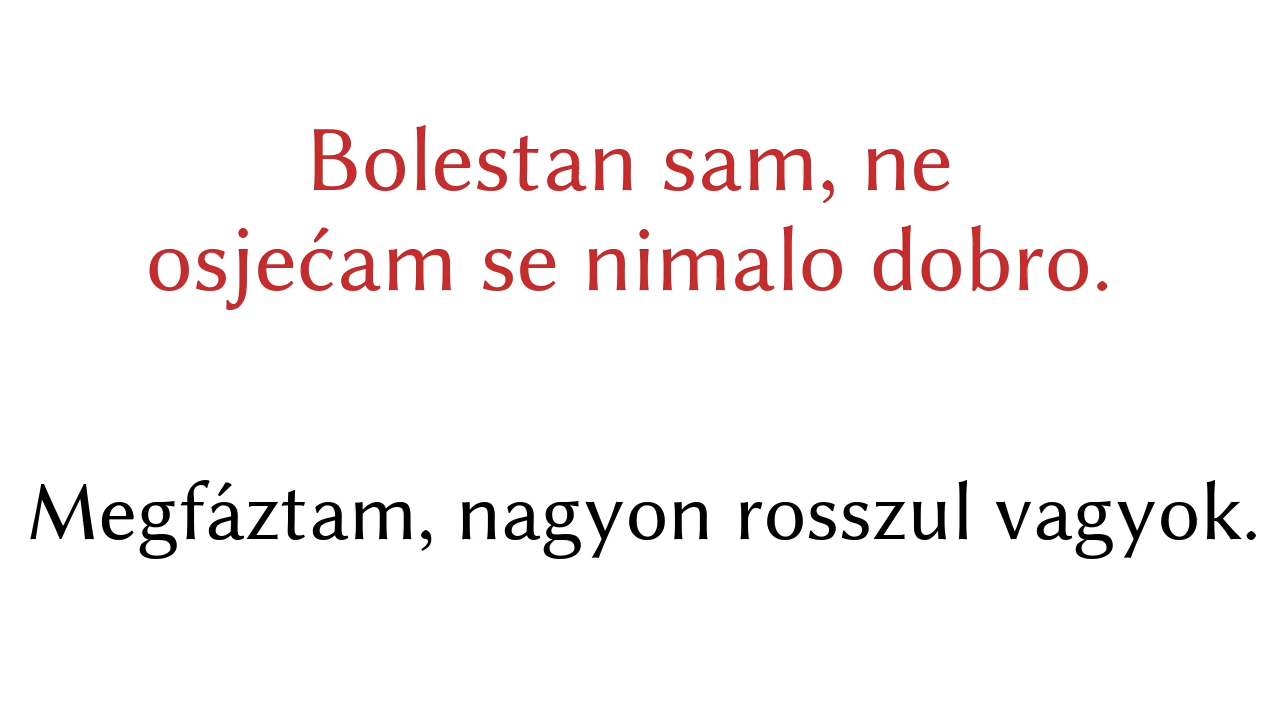 Bolestan sam, ne
osjećam se nimalo dobro.
Megfáztam, nagyon rosszul vagyok.